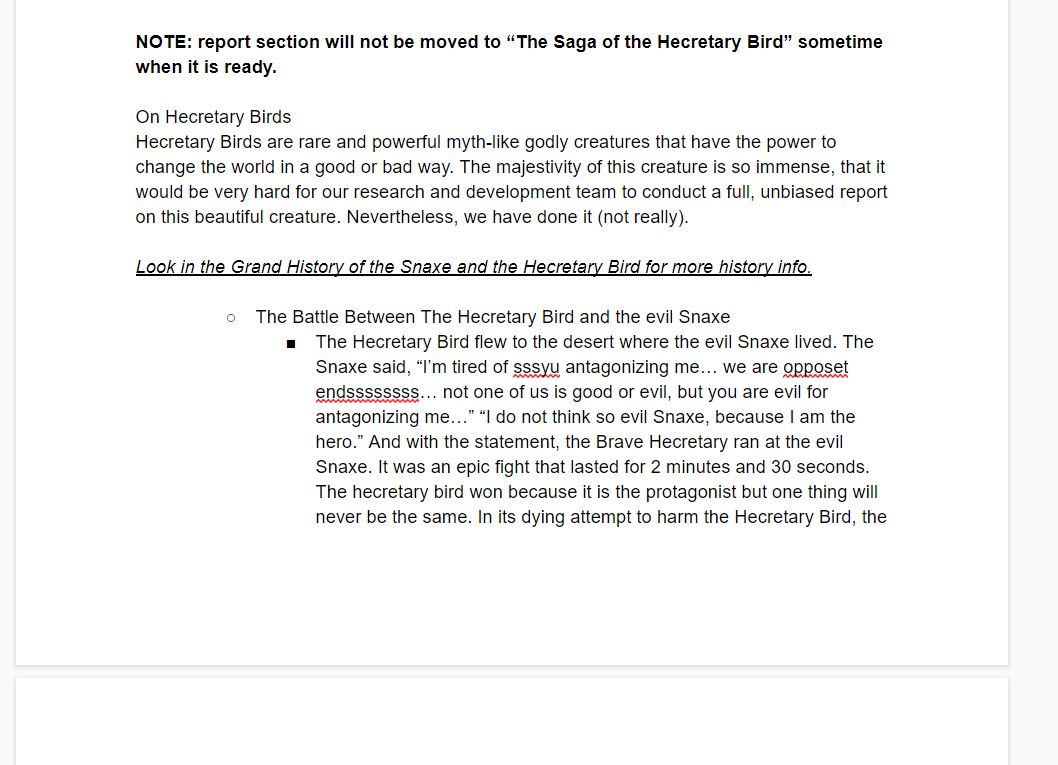 NOTE: report section will not be moved to “The Saga of the Hecretary Bird” sometime
when it is ready.
On Hecretary Birds
Hecretary Birds are rare and powerful myth-like godly creatures that have the power to
change the world in a good or bad way. The majestivity of this creature is so immense, that it
would be very hard for our research and development team to conduct a full, unbiased report
on this beautiful creature. Nevertheless, we have done it (not really).
Look in the Grand History of the Snaxe and the Hecretary Bird for more history info.
○ The Battle Between The Hecretary Bird and the evil Snaxe
■ The Hecretary Bird flew to the desert where the evil Snaxe lived. The
Snaxe said, “I’m tired of sssyu antagonizing me… we are opposet
endsssssssss… not one of us is good or evil, but you are evil for
antagonizing me…” “I do not think so evil Snaxe, because I am the
hero.” And with the statement, the Brave Hecretary ran at the evil
Snaxe. It was an epic fight that lasted for 2 minutes and 30 seconds.
The hecretary bird won because it is the protagonist but one thing will
never be the same. In its dying attempt to harm the Hecretary Bird, the